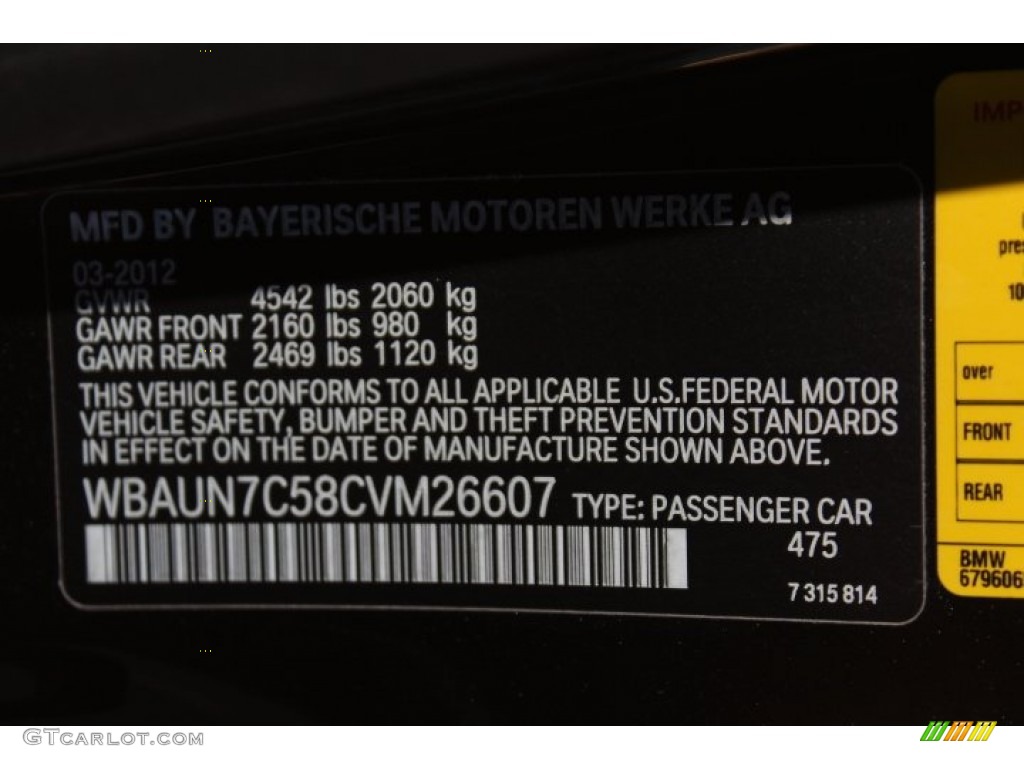 MFD BY BAYERISCHE MOTOREN WERKE AG
03-2012
GVWR 4542 lbs 2060 kg
GAWR FRONT 2160 lbs 980 kg
GAWR REAR 2469 lbs 1120 kg
THIS VEHICLE CONFORMS TO ALL APPLICABLE U.S.FEDERAL MOTOR
VEHICLE SAFETY, BUMPER AND THEFT PREVENTION STANDARDS
IN EFFECT ON THE DATE OF MANUFACTURE SHOWN ABOVE.
WBAUN7C58CVM26607 TYPE: PASSENGER CAR
475
7 315 814
over
FRONT
REAR
BMW
GTCARLOT.COM